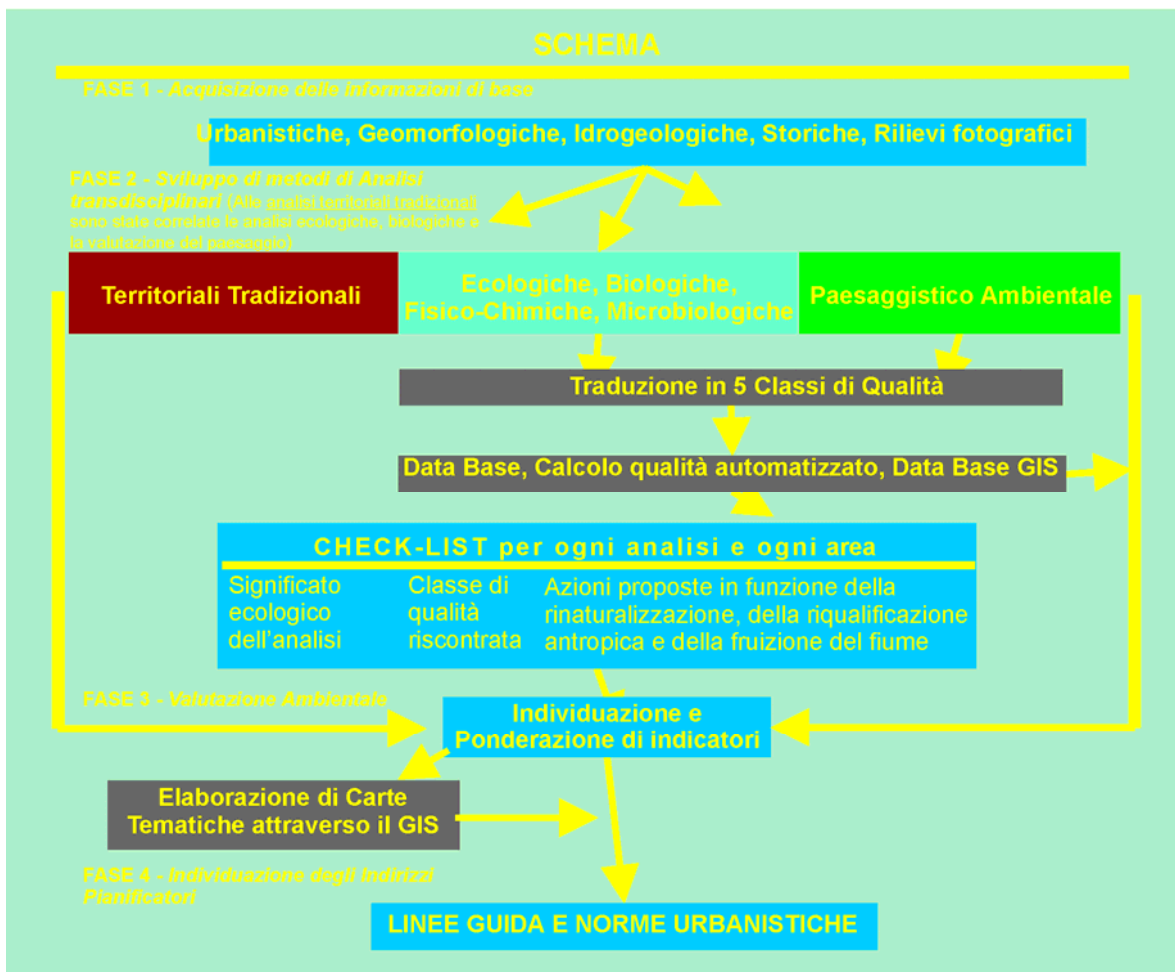 SCHEMA
FASE 1 - Acquisizione delle informazioni di base
Urbanistiche, Geomorfologiche, Idrogeologiche, Storiche, Rilievi fotografici
FASE 2 - Sviluppo di metodi di Analisi
transdisciplinari (Alle analisi territoriali tradizionali
sono state correlate le analisi ecologiche, biologiche e
la valutazione del paesaggio)
Territoriali Tradizionali
Ecologiche, Biologiche,
Fisico-Chimiche, Microbiologiche
Paesaggistico Ambientale
Traduzione in 5 Classi di Qualità
Data Base, Calcolo qualità automatizzato, Data Base GIS
CHECK-LIST per ogni analisi e ogni area
Significato
ecologico
dell'analisi
Classe di
qualità
riscontrata
Azioni proposte in funzione della
rinaturalizzazione, della riqualificazione
antropica e della fruizione del fiume
FASE 3 - Valutazione Ambientale
Individuazione e
Ponderazione di indicatori
Elaborazione di Carte
Tematiche attraverso il GIS
FASE 4 - Individuazione degli Indirizzi
Pianificatori
LINEE GUIDA E NORME URBANISTICHE